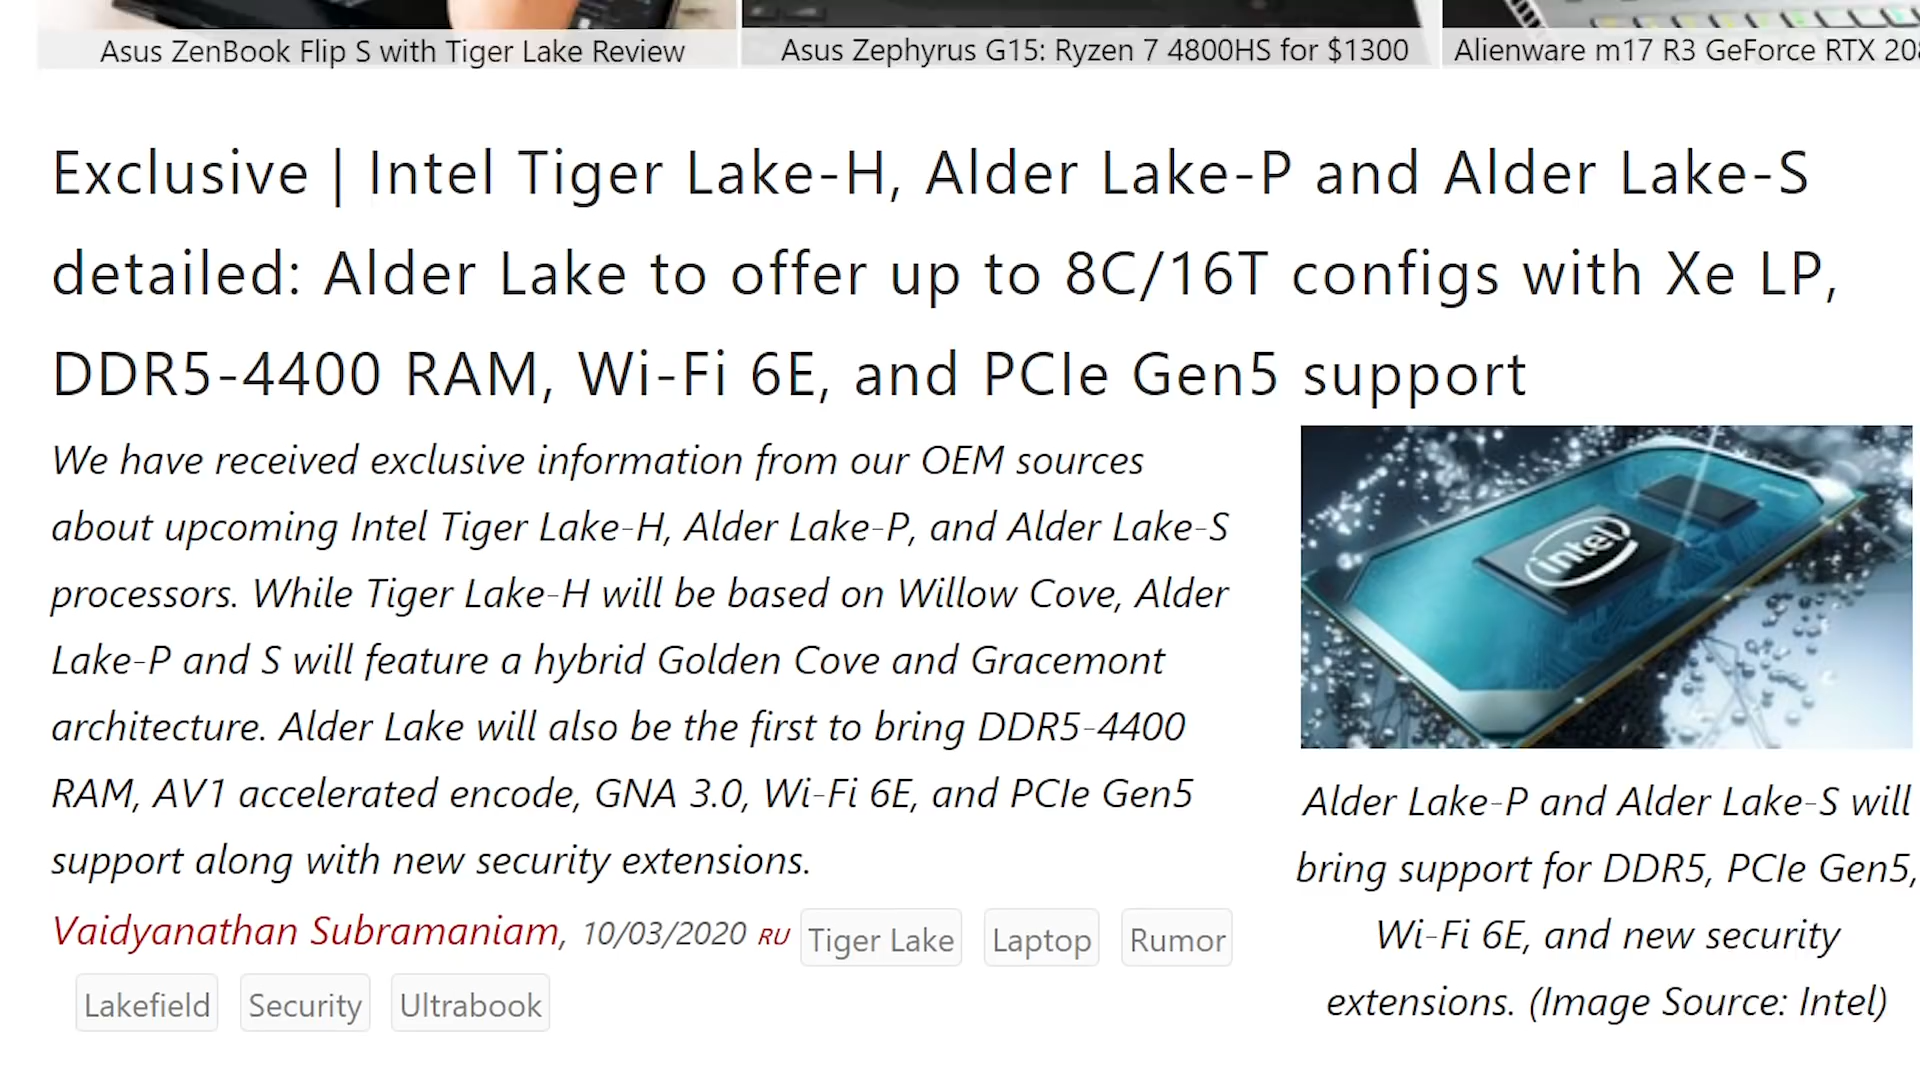 Asus ZenBook Flip S with Tiger Lake Review
Asus Zephyrus G15: Ryzen 7 4800HS for $1300
Alienware m17 R3 GeForce RTX
Exclusive | Intel Tiger Lake-H, Alder Lake-P and Alder Lake-S
detailed: Alder Lake to offer up to 8C/16T configs with Xe LP,
DDR5-4400 RAM, Wi-Fi 6E, and PCIe Gen5 support
We have received exclusive information from our OEM sources
about upcoming Intel Tiger Lake-H, Alder Lake-P, and Alder Lake-S
processors. While Tiger Lake-H will be based on Willow Cove, Alder
Lake-P and S will feature a hybrid Golden Cove and Gracemont
architecture. Alder Lake will also be the first to bring DDR5-4400
RAM, AV1 accelerated encode, GNA 3.0, Wi-Fi 6E, and PCIe Gen5
support along with new security extensions.
Vaidyanathan Subramaniam, 10/03/2020 RU Tiger Lake Laptop Rumor
Lakefield Security Ultrabook
intel
Alder Lake-P and Alder Lake-S will
bring support for DDR5, PCIe Gen5,
Wi-Fi 6E, and new security
extensions. (Image Source: Intel)